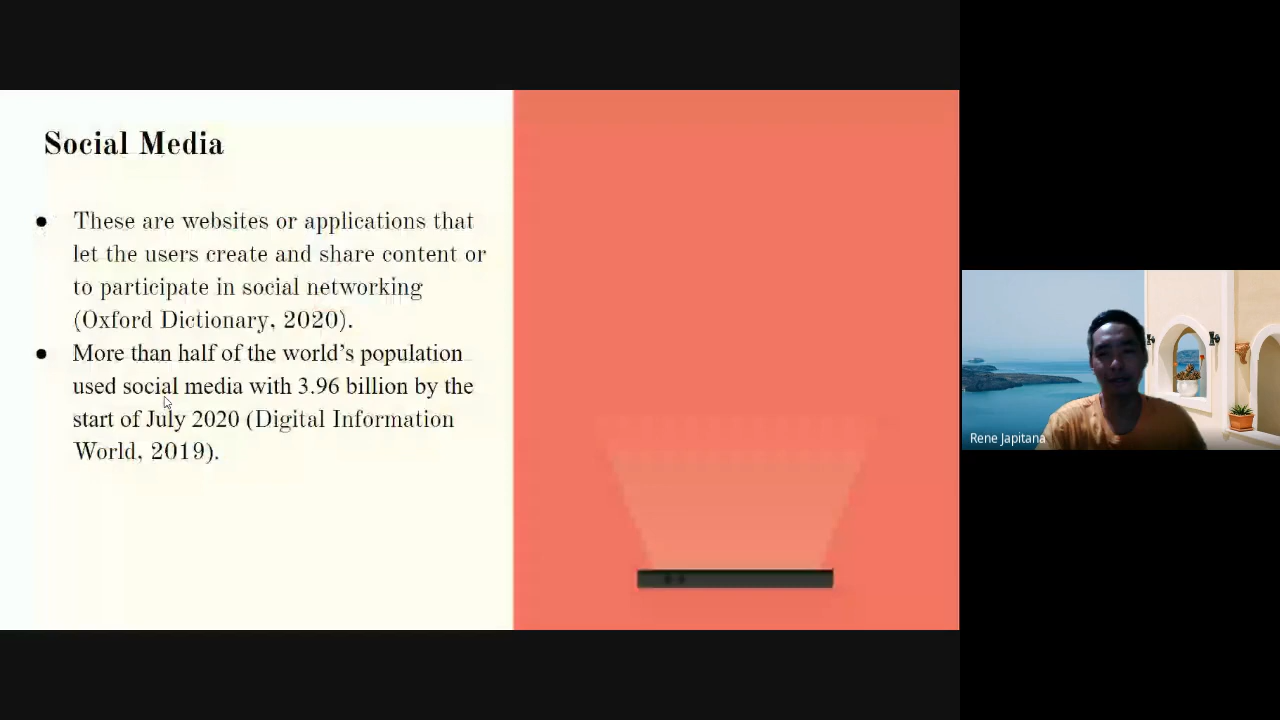 Social Media
● These are websites or applications that
let the users create and share content or
to participate in social networking
(Oxford Dictionary, 2020).
● More than half of the world’s population
used social media with 3.96 billion by the
start of July 2020 (Digital Information
World, 2019).
Rene Japitana